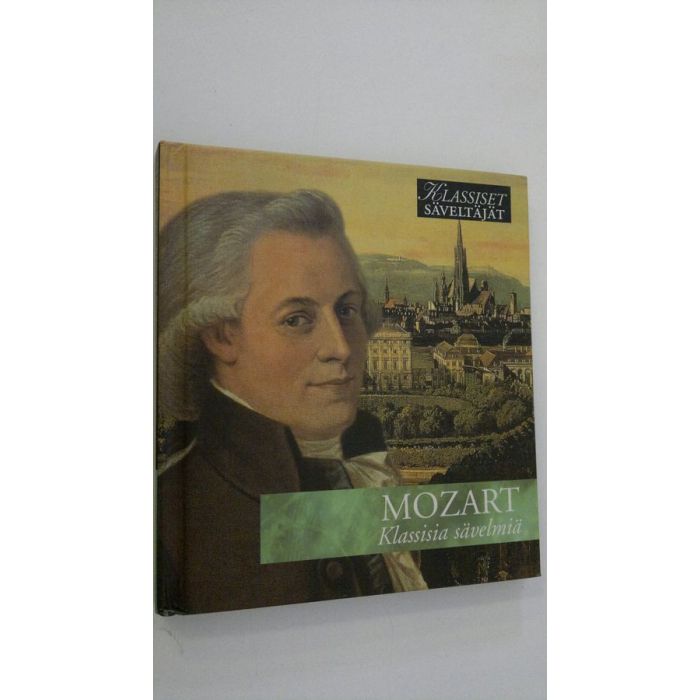 KLASSISET
SÄVELTÄJÄT
MOZART
Klassisia sävelmiä